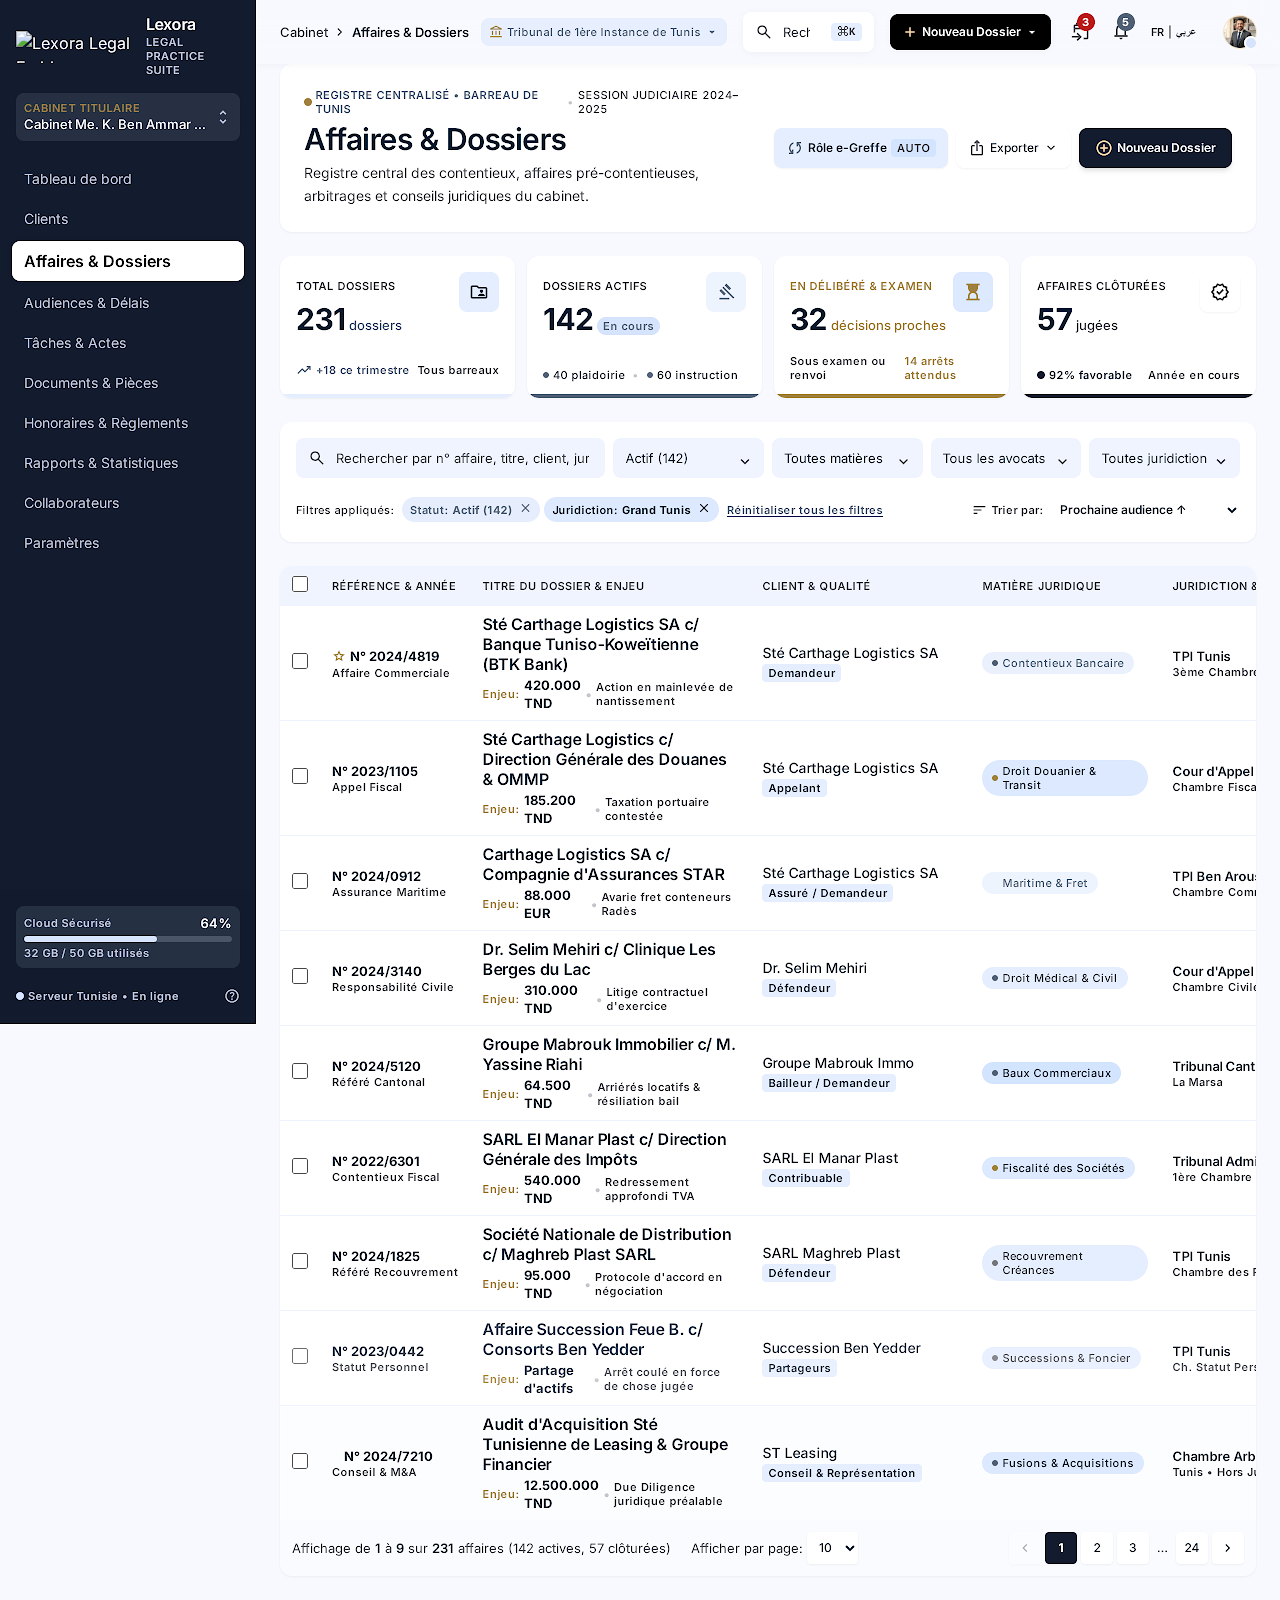 Lexora Legal
Lexora
LEGAL
PRACTICE
SUITE
CABINET TITULAIRE
Cabinet Me. K. Ben Ammar ...
Tableau de bord
Clients
Affaires & Dossiers
Audiences & Délais
Tâches & Actes
Documents & Pièces
Honoraires & Règlements
Rapports & Statistiques
Collaborateurs
Paramètres
Cloud Sécurisé 64%
32 GB / 50 GB utilisés
Serveur Tunisie • En ligne
Cabinet Affaires & Dossiers
Tribunal de 1ère Instance de Tunis
Rech ⌘K
Nouveau Dossier
3
5
FR | عربي
REGISTRE CENTRALISÉ • BARREAU DE
TUNIS
SESSION JUDICIAIRE 2024–
2025
Affaires & Dossiers
Registre central des contentieux, affaires pré-contentieuses,
arbitrages et conseils juridiques du cabinet.
Rôle e-Greffe AUTO
Exporter
Nouveau Dossier
TOTAL DOSSIERS
231 dossiers
+18 ce trimestre Tous barreaux
DOSSIERS ACTIFS
142 En cours
40 plaidoirie • 60 instruction
EN DÉLIBÉRÉ & EXAMEN
32 décisions proches
Sous examen ou
renvoi
14 arrêts
attendus
AFFAIRES CLÔTURÉES
57 jugées
92% favorable Année en cours
Rechercher par n° affaire, titre, client, jur
Actif (142)
Toutes matières
Tous les avocats
Toutes juridiction
Filtres appliqués: Statut: Actif (142) ✕ Juridiction: Grand Tunis ✕ Réinitialiser tous les filtres
Trier par: Prochaine audience ↑
RÉFÉRENCE & ANNÉE TITRE DU DOSSIER & ENJEU CLIENT & QUALITÉ MATIÈRE JURIDIQUE JURIDICTION &
N° 2024/4819
Affaire Commerciale
Sté Carthage Logistics SA c/
Banque Tuniso-Koweïtienne
(BTK Bank)
Enjeu: 420.000
TND
• Action en mainlevée de
nantissement
Sté Carthage Logistics SA
Demandeur
Contentieux Bancaire
TPI Tunis
3ème Chambre
N° 2023/1105
Appel Fiscal
Sté Carthage Logistics c/
Direction Générale des Douanes
& OMMP
Enjeu: 185.200
TND
• Taxation portuaire
contestée
Sté Carthage Logistics SA
Appelant
Droit Douanier &
Transit
Cour d'Appel
Chambre Fisca
N° 2024/0912
Assurance Maritime
Carthage Logistics SA c/
Compagnie d'Assurances STAR
Enjeu: 88.000
EUR
• Avarie fret conteneurs
Radès
Sté Carthage Logistics SA
Assuré / Demandeur
Maritime & Fret
TPI Ben Arous
Chambre Com
N° 2024/3140
Responsabilité Civile
Dr. Selim Mehiri c/ Clinique Les
Berges du Lac
Enjeu: 310.000
TND
• Litige contractuel
d'exercice
Dr. Selim Mehiri
Défendeur
Droit Médical & Civil
Cour d'Appel
Chambre Civile
N° 2024/5120
Référé Cantonal
Groupe Mabrouk Immobilier c/ M.
Yassine Riahi
Enjeu: 64.500
TND
• Arriérés locatifs &
résiliation bail
Groupe Mabrouk Immo
Bailleur / Demandeur
Baux Commerciaux
Tribunal Cant
La Marsa
N° 2022/6301
Contentieux Fiscal
SARL El Manar Plast c/ Direction
Générale des Impôts
Enjeu: 540.000
TND
• Redressement
approfondi TVA
SARL El Manar Plast
Contribuable
Fiscalité des Sociétés
Tribunal Admi
1ère Chambre
N° 2024/1825
Référé Recouvrement
Société Nationale de Distribution
c/ Maghreb Plast SARL
Enjeu: 95.000
TND
• Protocole d'accord en
négociation
SARL Maghreb Plast
Défendeur
Recouvrement
Créances
TPI Tunis
Chambre des R
N° 2023/0442
Statut Personnel
Affaire Succession Feue B. c/
Consorts Ben Yedder
Enjeu: Partage
d'actifs
• Arrêt coulé en force
de chose jugée
Succession Ben Yedder
Partageurs
Successions & Foncier
TPI Tunis
Ch. Statut Pers
N° 2024/7210
Conseil & M&A
Audit d'Acquisition Sté
Tunisienne de Leasing & Groupe
Financier
Enjeu: 12.500.000
TND
• Due Diligence
juridique préalable
ST Leasing
Conseil & Représentation
Fusions & Acquisitions
Chambre Arb
Tunis • Hors Ju
Affichage de 1 à 9 sur 231 affaires (142 actives, 57 clôturées) Afficher par page: 10
1 2 3 ... 24